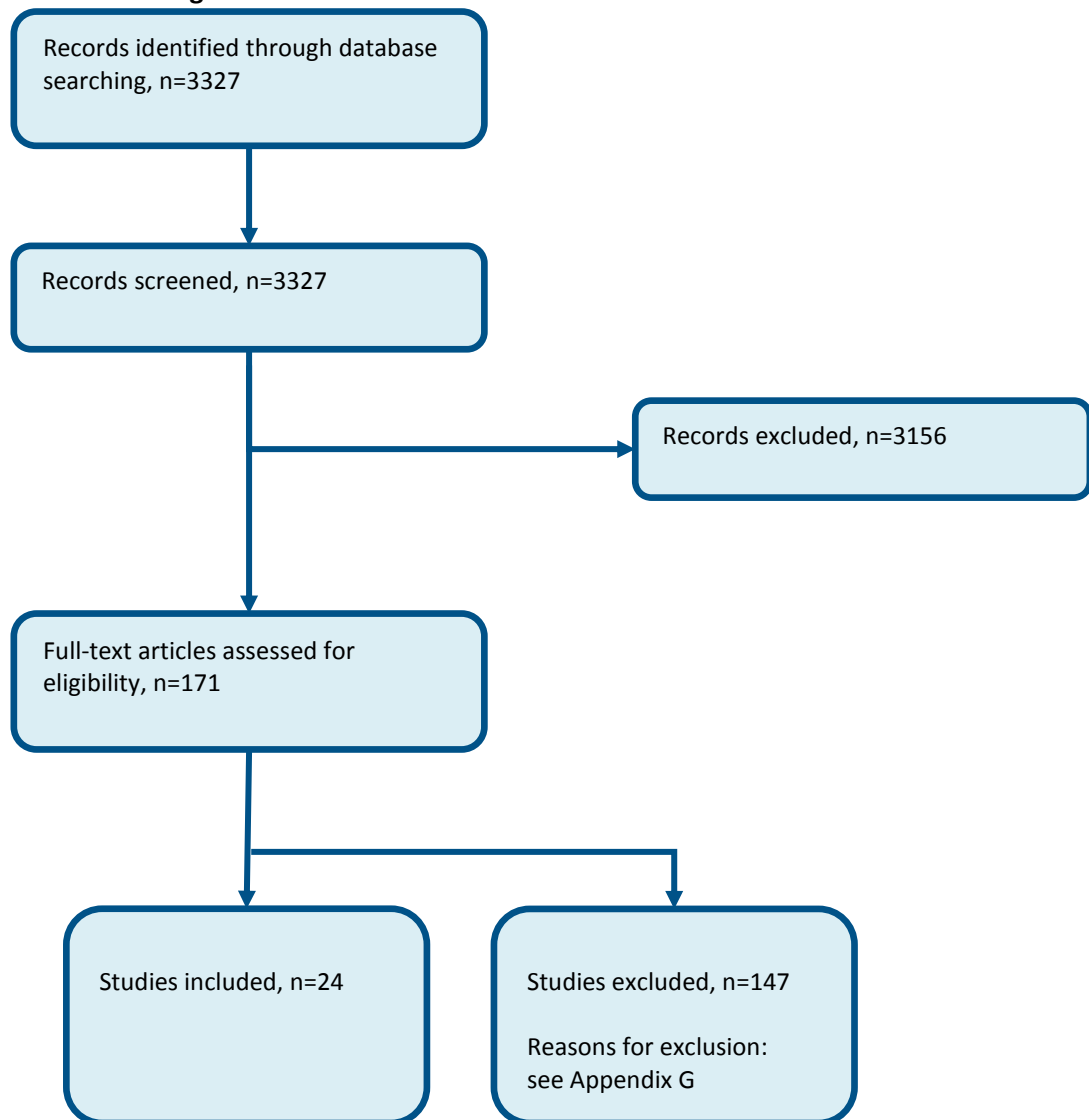 Records identified through database
searching, n=3327
Records screened, n=3327
Records excluded, n=3156
Full-text articles assessed for
eligibility, n=171
Studies included, n=24
Studies excluded, n=147
Reasons for exclusion:
see Appendix G